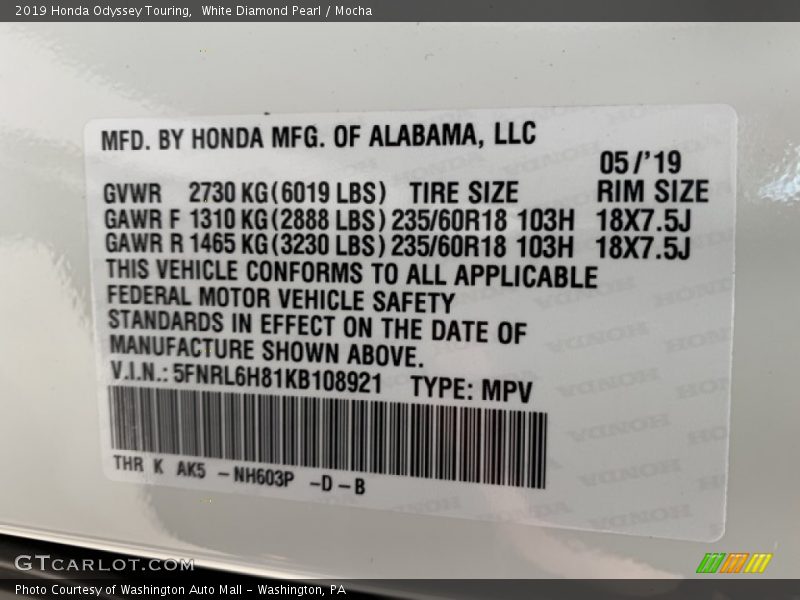 2019 Honda Odyssey Touring, White Diamond Pearl / Mocha
MFD. BY HONDA MFG. OF ALABAMA, LLC
05/'19
GVWR 2730 KG(6019 LBS) TIRE SIZE RIM SIZE
GAWR F 1310 KG(2888 LBS) 235/60R18 103H 18X7.5J
GAWR R 1465 KG(3230 LBS) 235/60R18 103H 18X7.5J
THIS VEHICLE CONFORMS TO ALL APPLICABLE
FEDERAL MOTOR VEHICLE SAFETY
STANDARDS IN EFFECT ON THE DATE OF
MANUFACTURE SHOWN ABOVE.
V.I.N.: 5FNRL6H81KB108921 TYPE: MPV
THR K AK5 -NH603P -D-B
GTCARLOT.COM
Photo Courtesy of Washington Auto Mall - Washington, PA